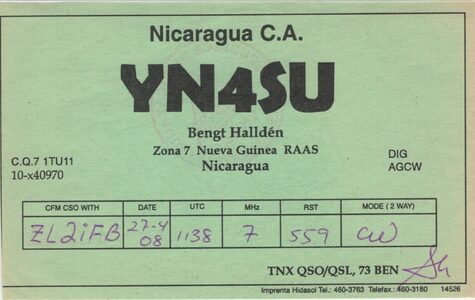 Nicaragua C.A.
YN4SU
Bengt Halldén
Zona 7 Nueva Guinea RAAS
Nicaragua
C.Q.7 1TU11
10-x40970
DIG
AGCW
CFM CSO WITH DATE UTC MHz RST MODE (2 WAY)
ZL2iFB 27-4 08 1138 7 559 CW
TNX QSO/QSL, 73 BEN
Imprenta Hidasol Tel.: 460-3763 Telefax.: 460-3180 14526